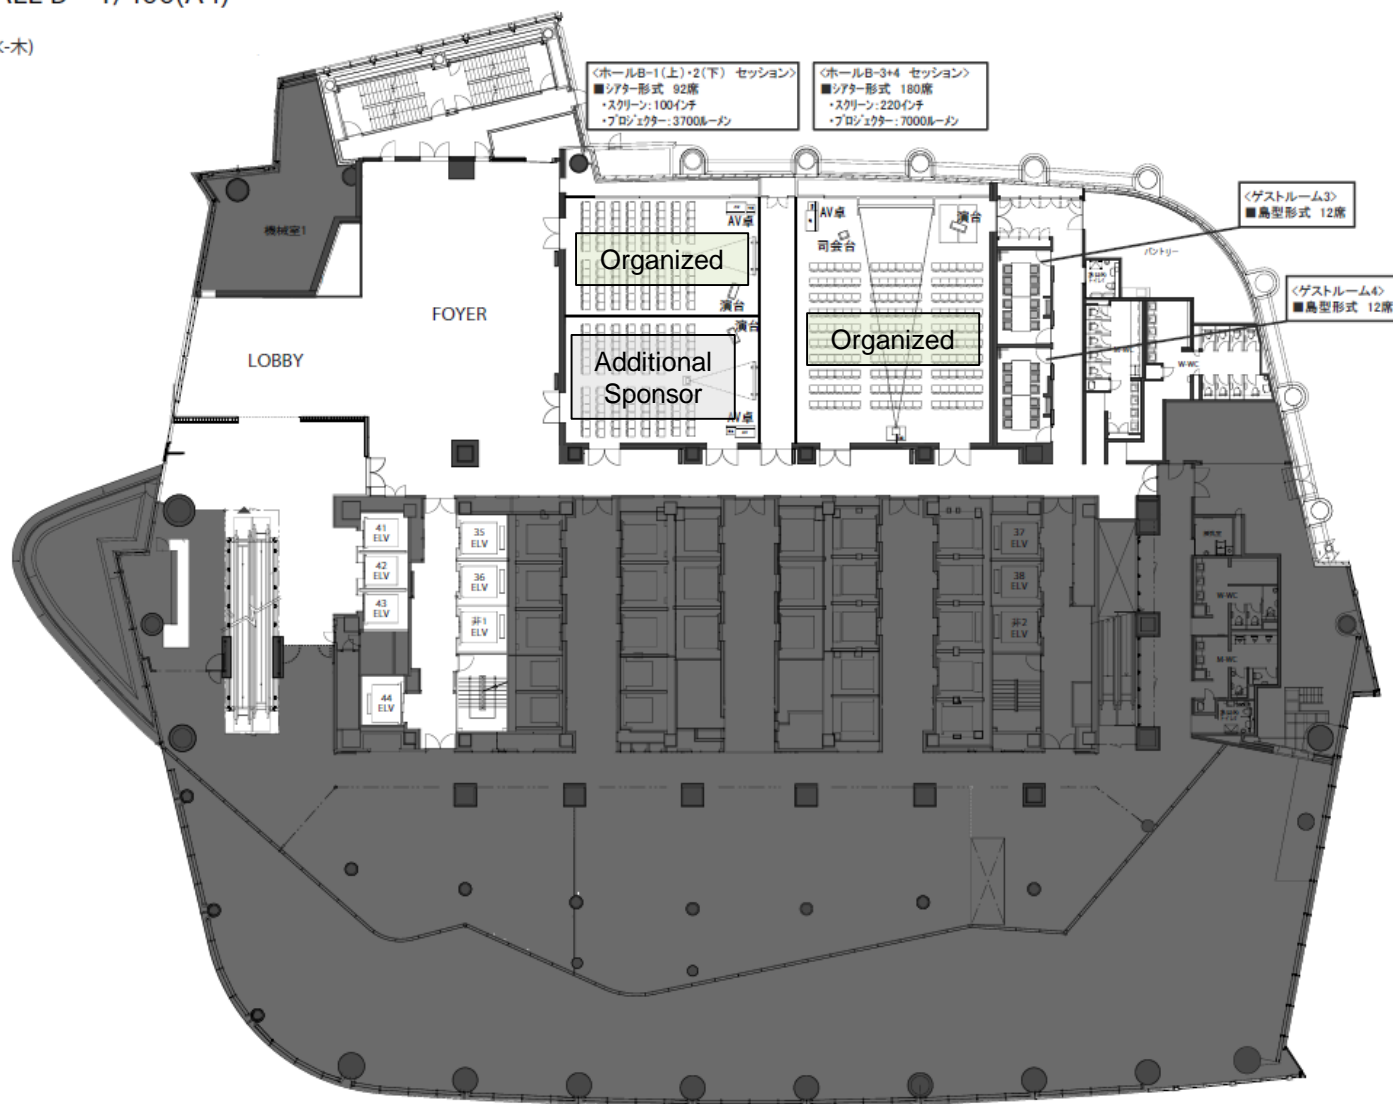 <ホールB-1(上)・2(下) セッション>
■シアター形式 92席
・スクリーン:100インチ
・プロジェクター:3700ルーメン
<ホールB-3+4 セッション>
■シアター形式 180席
・スクリーン:220インチ
・プロジェクター:7000ルーメン
<ゲストルーム3>
■島型形式 12席
<ゲストルーム4>
■島型形式 12席
機械室1
パントリー
AV卓
演台
Organized
演台
AV卓
演台
司会台
Organized
演台
Additional
Sponsor
AV卓
FOYER
LOBBY
W-WC
41
ELV
42
ELV
43
ELV
44
ELV
35
ELV
36
ELV
非1
ELV
37
ELV
38
ELV
非2
ELV
W-WC
M-WC